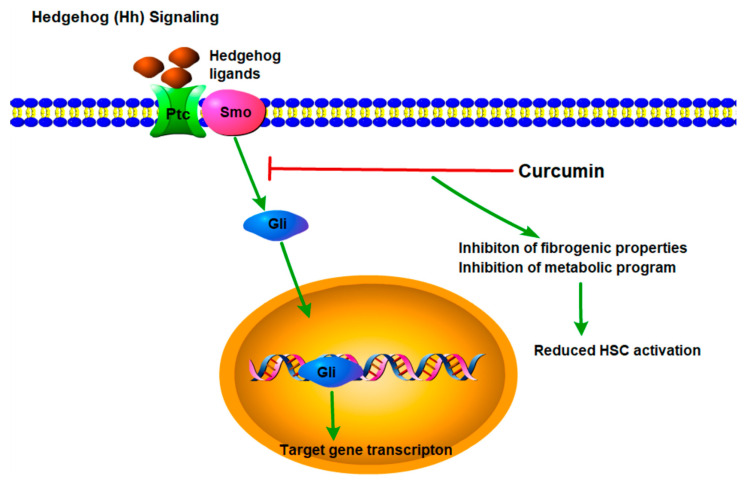 Hedgehog (Hh) Signaling
Hedgehog
ligands
Ptc
Smo
Curcumin
Gli
Inhibiton of fibrogenic properties
Inhibition of metabolic program
Reduced HSC activation
Gli
Target gene transcripton